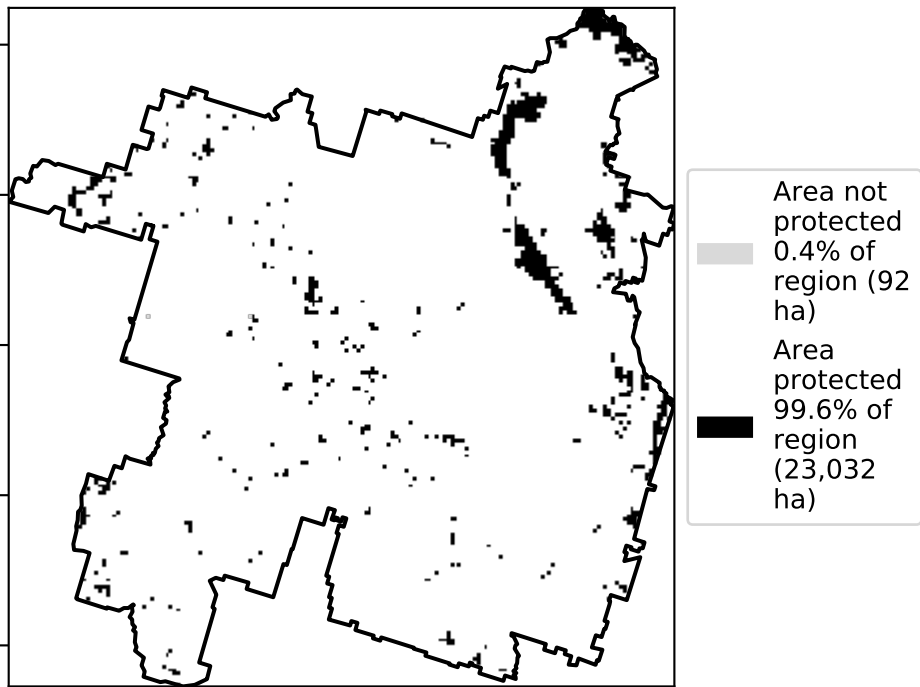 Area not
protected
0.4% of
region (92
ha)
Area
protected
99.6% of
region
(23,032
ha)